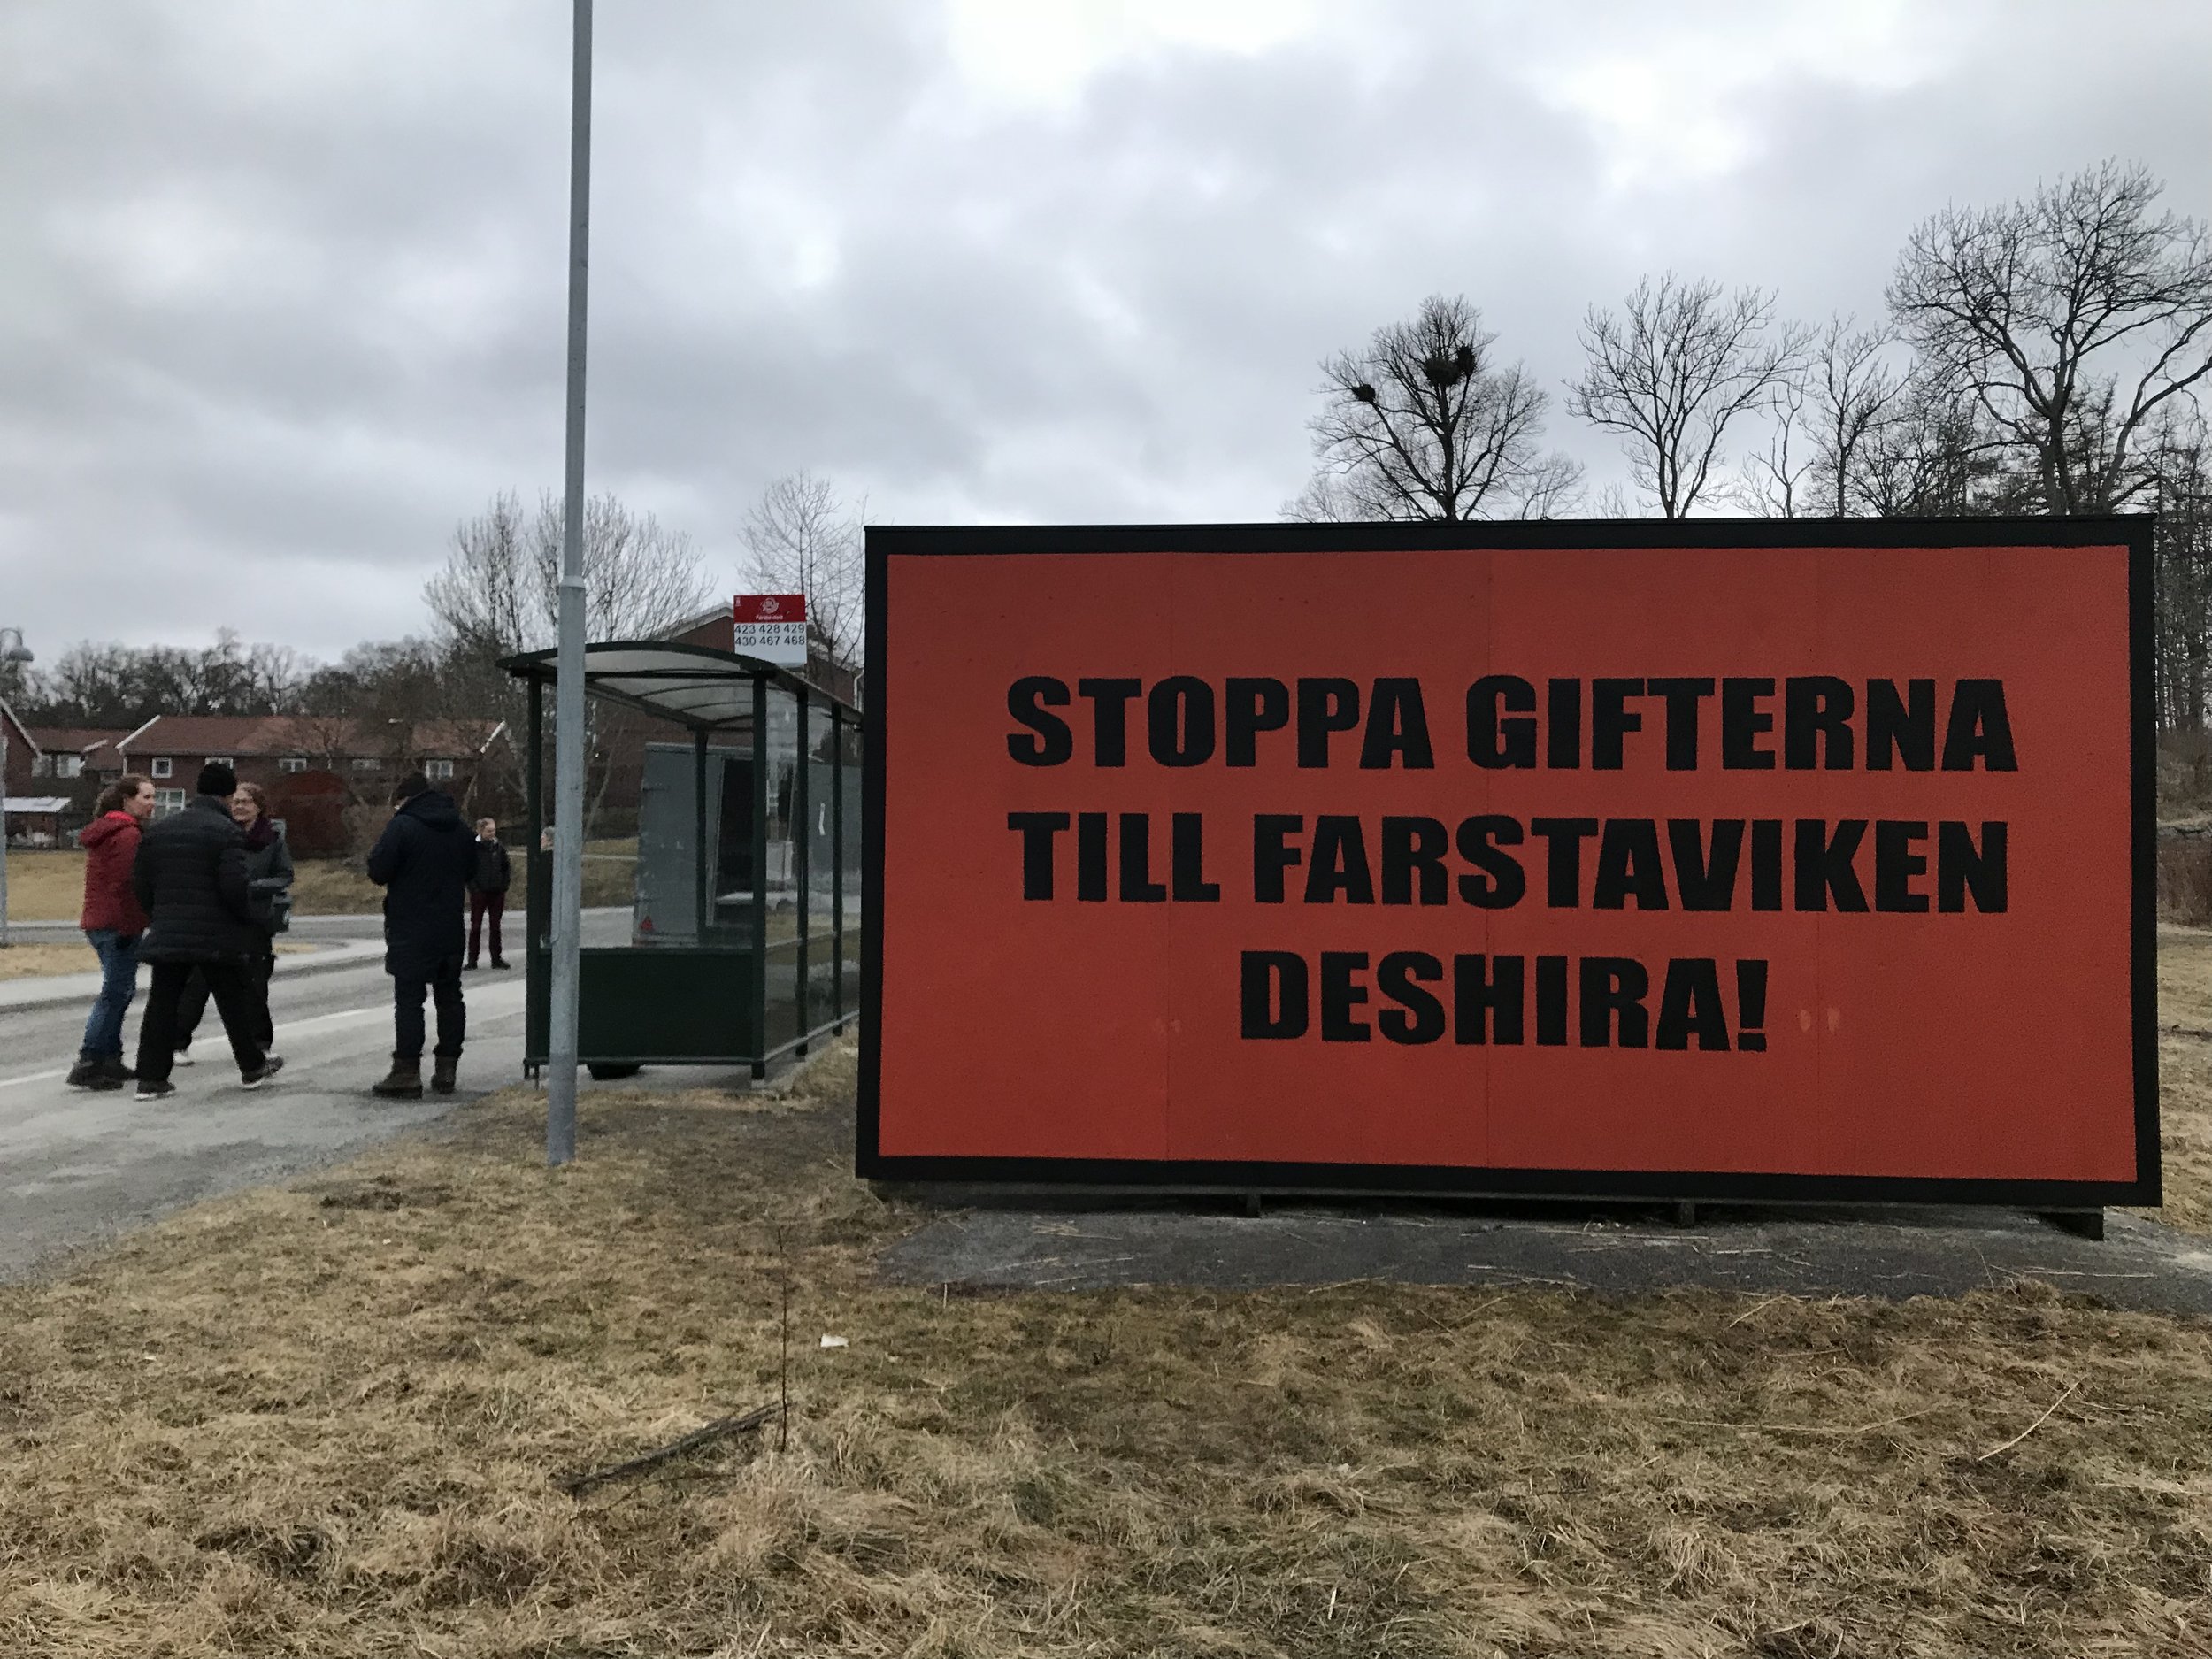 423 428 429
430 467 468
STOPPA GIFTERNA
TILL FARSTAVIKEN
DESHIRA!